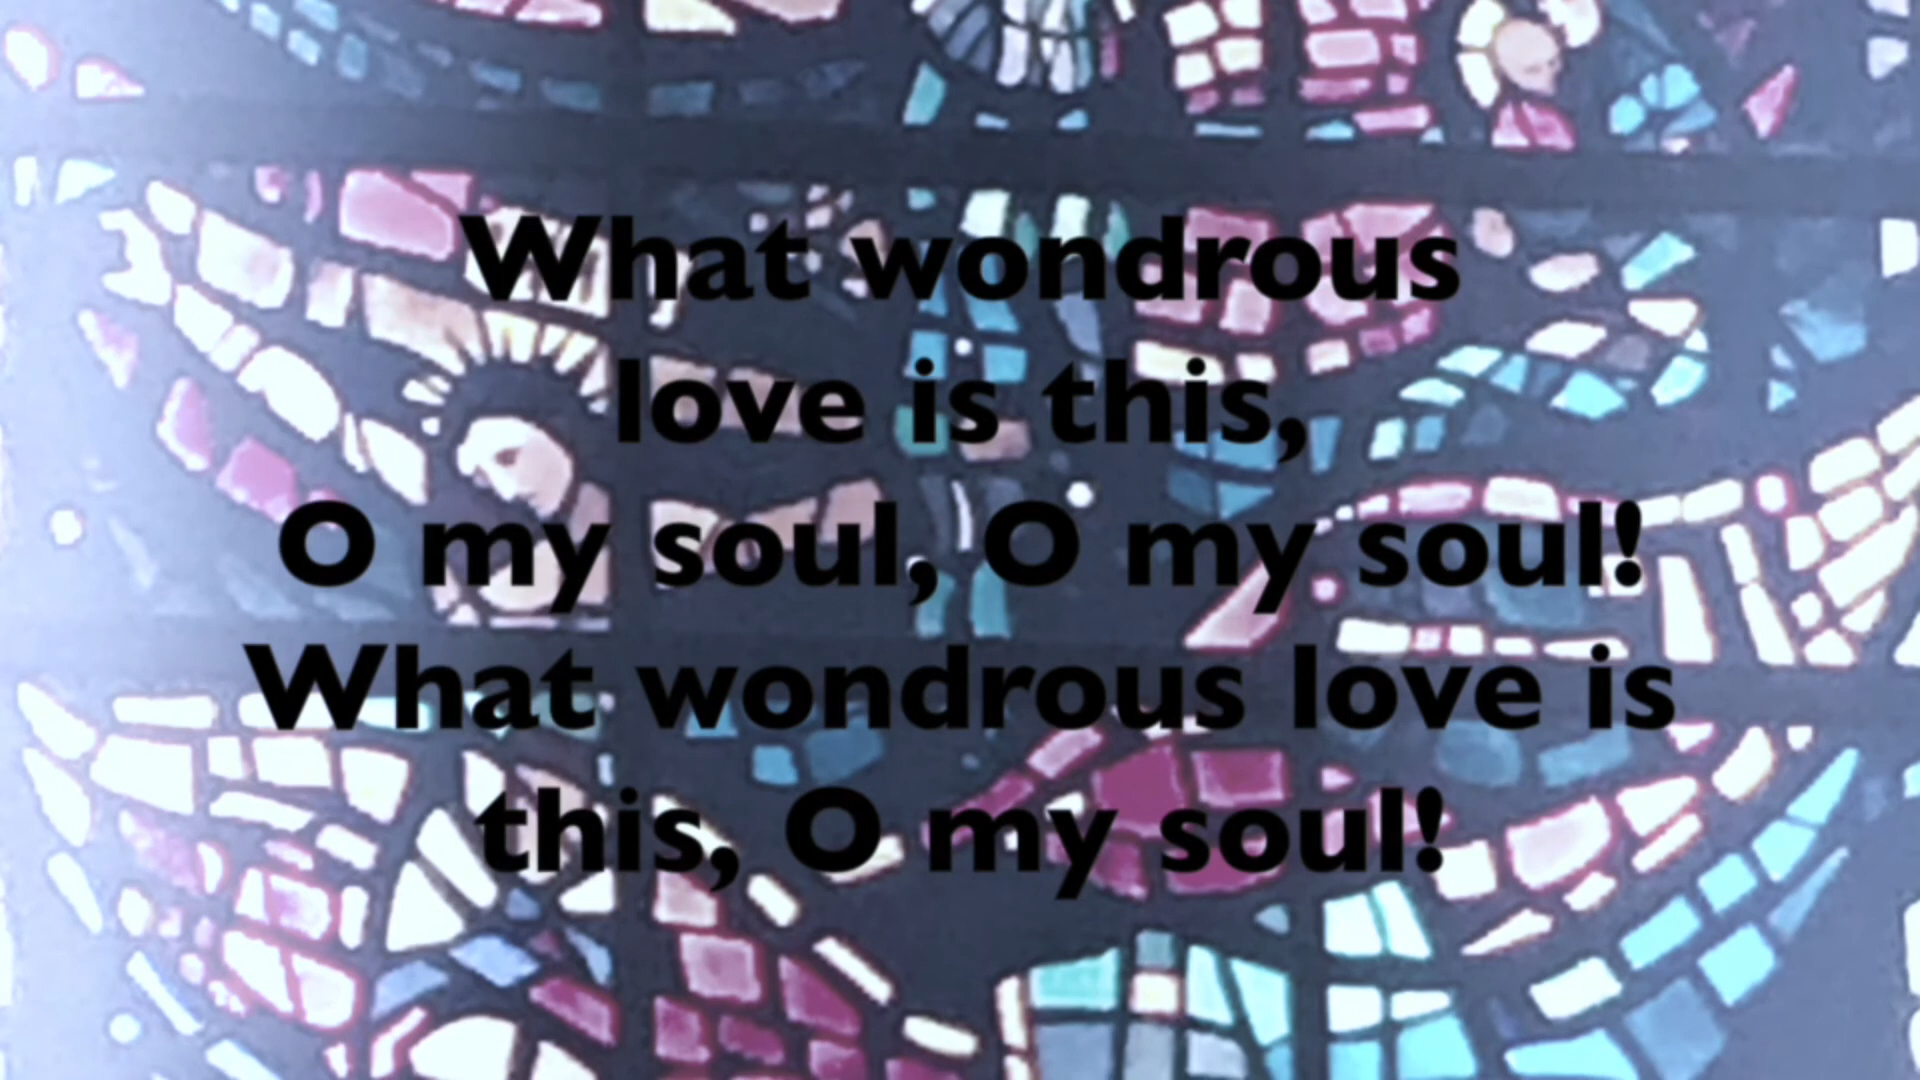 What wondrous
love is this,
O my soul, O my soul!
What wondrous love is
this, O my soul!